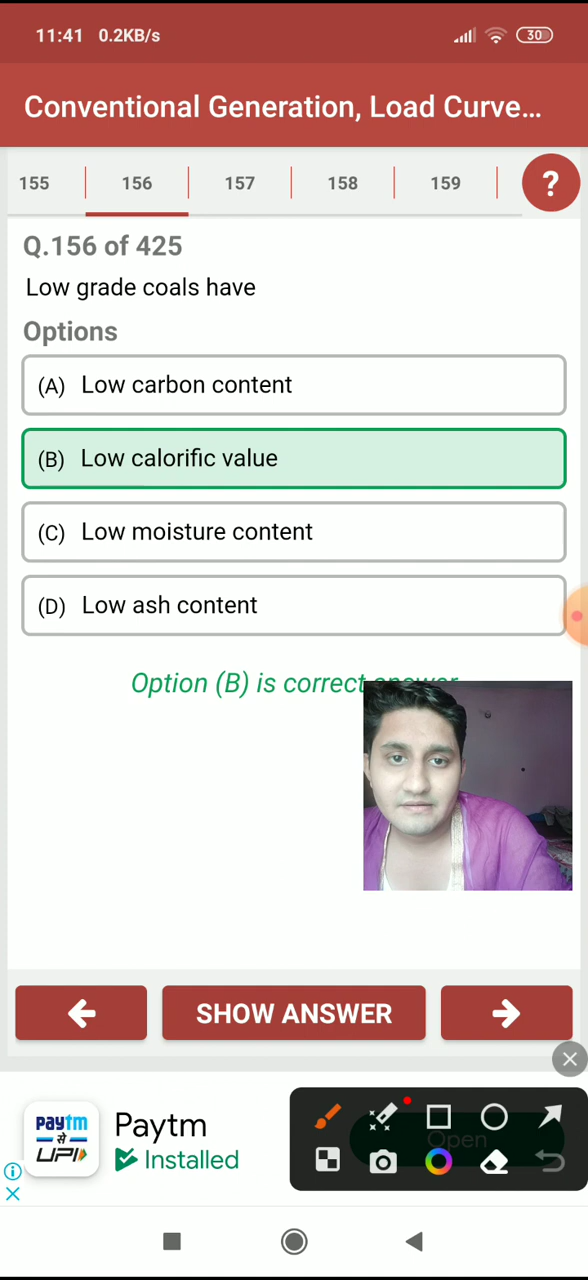 11:41 0.2KB/s
30
Conventional Generation, Load Curve...
155 156 157 158 159 ?
Q.156 of 425
Low grade coals have
Options
(A) Low carbon content
(B) Low calorific value
(C) Low moisture content
(D) Low ash content
Option (B) is correct answer
SHOW ANSWER
paytm
से
UPI
Paytm
Installed
Open